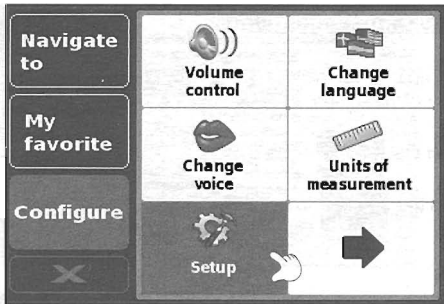 Navigate
to
My
favorite
Configure
Volume
control
Change
language
Change
voice
Units of
measurement
Setup